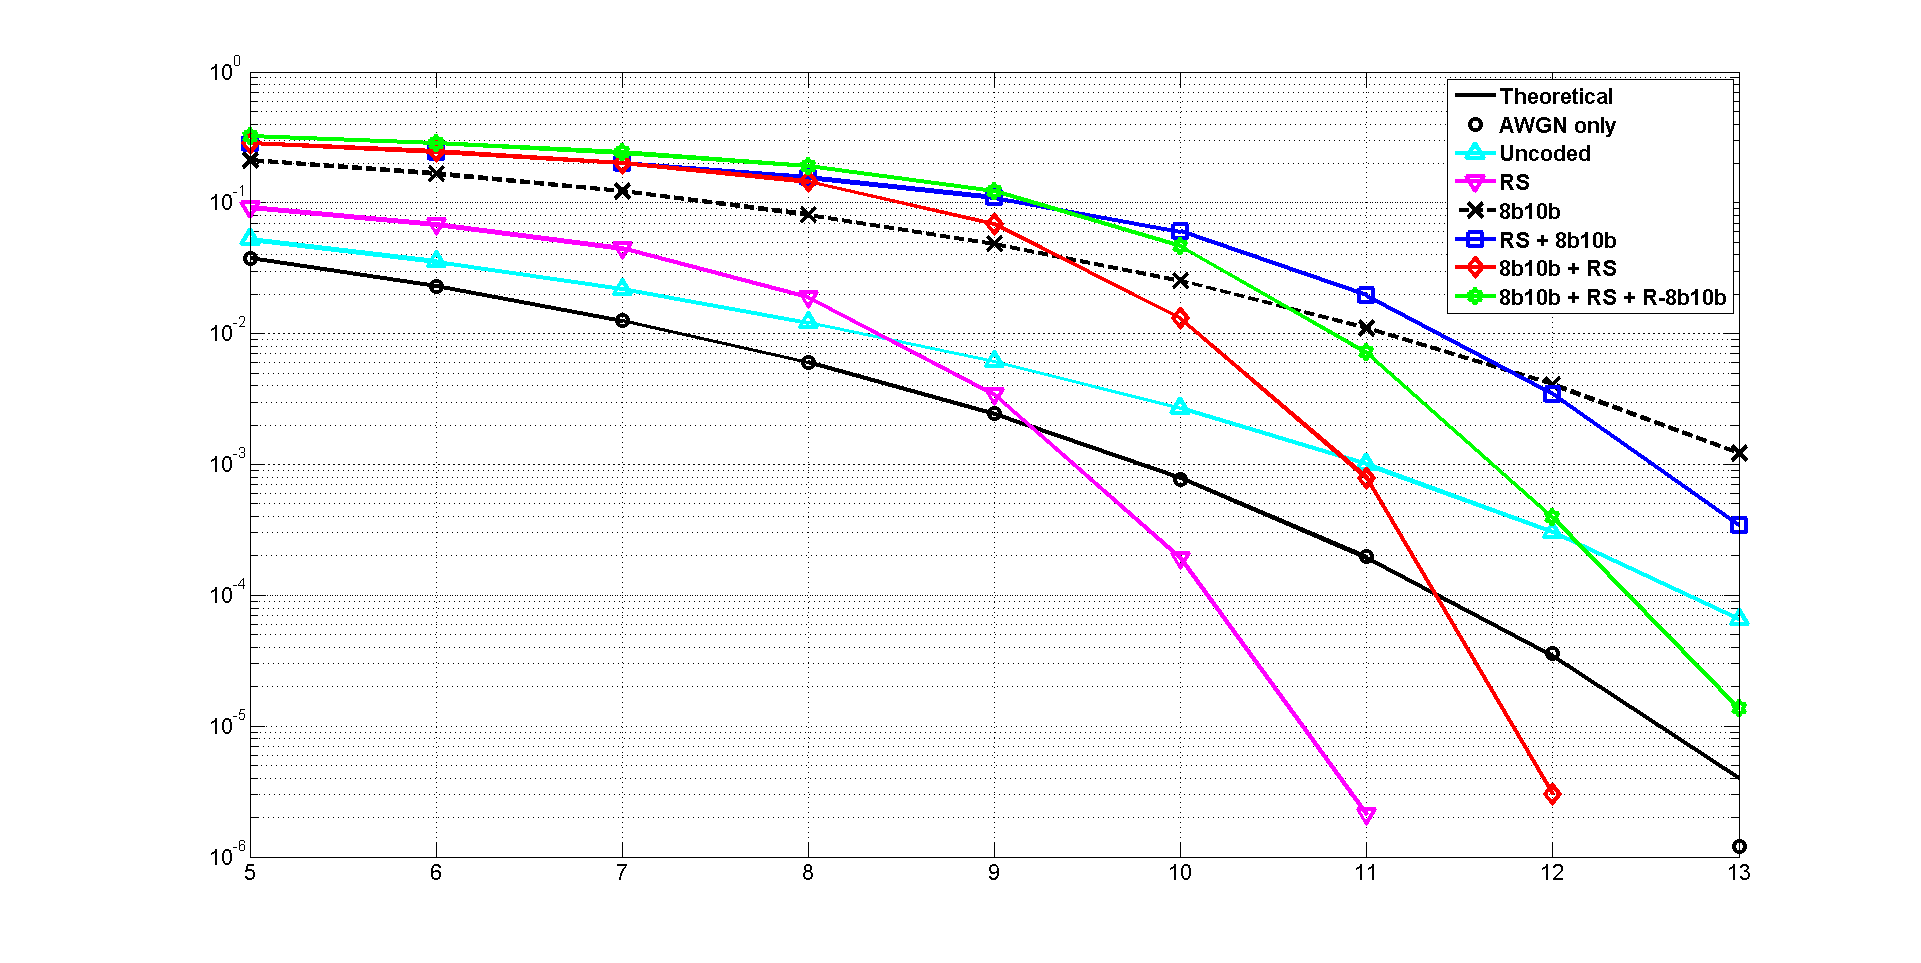 10^0
10^-1
10^-2
10^-3
10^-4
10^-5
10^-6
5 6 7 8 9 10 11 12 13
Theoretical
AWGN only
Uncoded
RS
8b10b
RS + 8b10b
8b10b + RS
8b10b + RS + R-8b10b